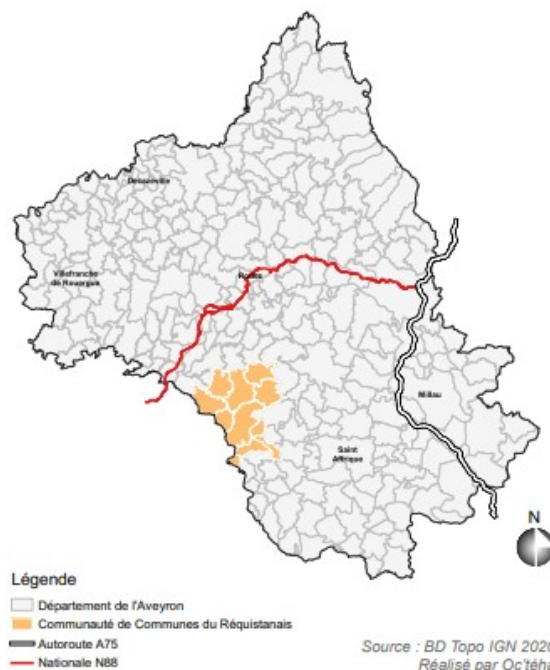 Decazeville
Villefranche
de Rouergue
Rodez
Millau
Saint
Affrique
N
Légende
Département de l'Aveyron
Communauté de Communes du Réquistanais
Autoroute A75
Nationale N88
Source : BD Topo IGN 2020
Réalisé par Oc'téha